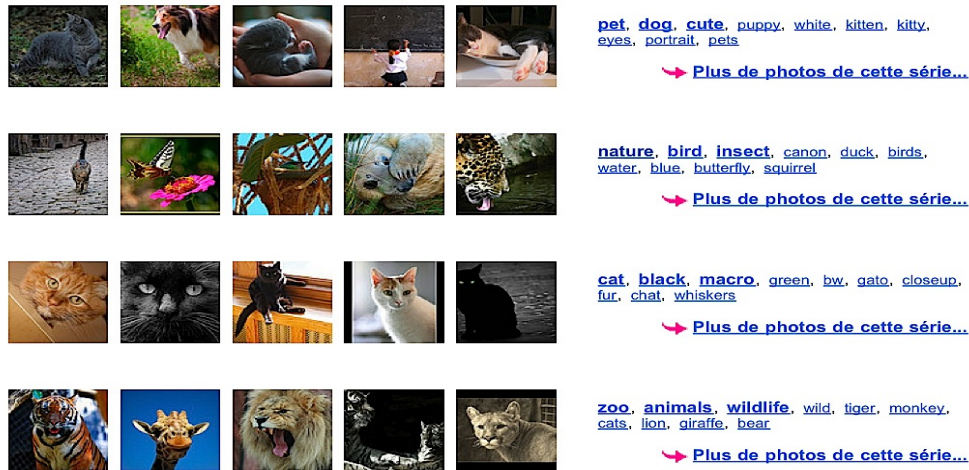 pet, dog, cute, puppy, white, kitten, kitty,
eyes, portrait, pets
Plus de photos de cette série...
nature, bird, insect, canon, duck, birds,
water, blue, butterfly, squirrel
Plus de photos de cette série...
cat, black, macro, green, bw, gato, closeup,
fur, chat, whiskers
Plus de photos de cette série...
zoo, animals, wildlife, wild, tiger, monkey,
cats, lion, giraffe, bear
Plus de photos de cette série...